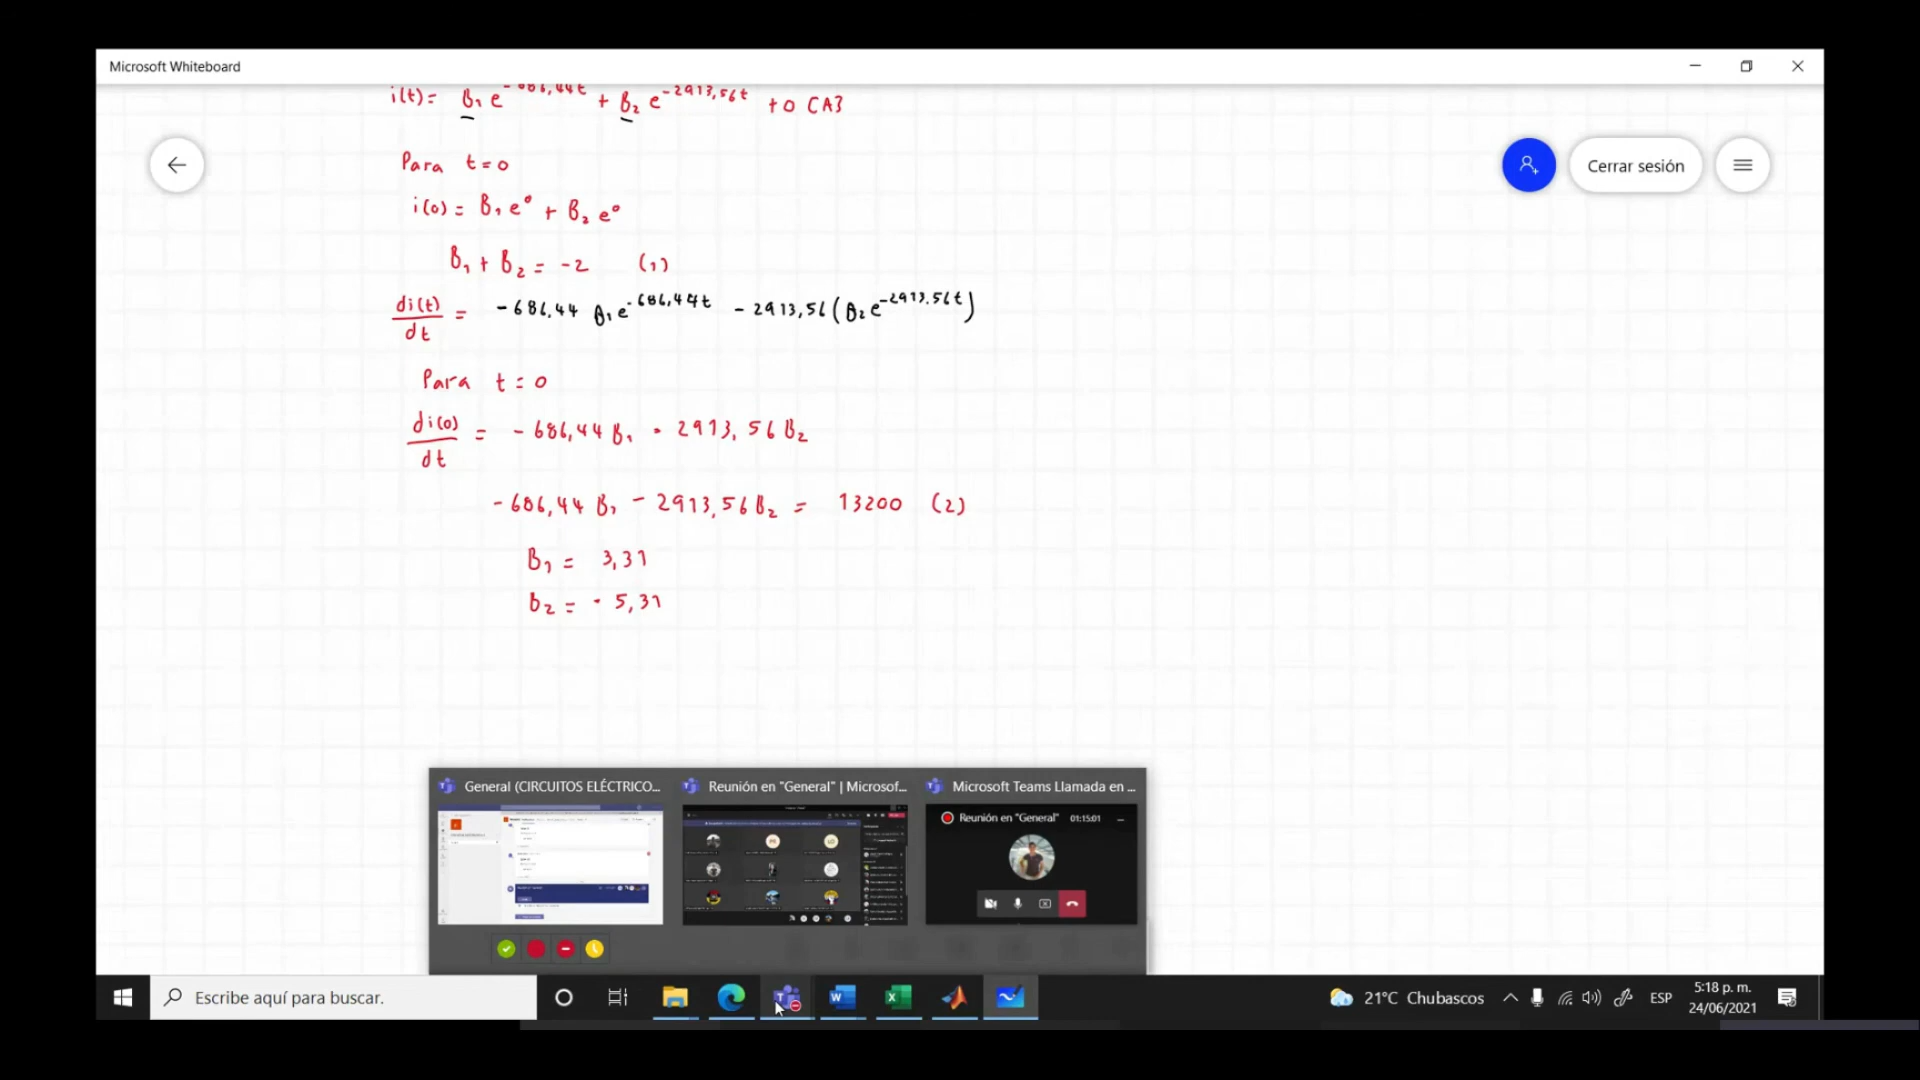 Microsoft Whiteboard
i(t) = B₁ e^-686,44t + B₂ e^-2913,56t + 0 [A]
Para t = 0
i(0) = B₁ e⁰ + B₂ e⁰
B₁ + B₂ = -2 (1)
di(t)/dt = -686,44 B₁ e^-686,44t - 2913,56 (B₂ e^-2913,56t)
Para t = 0
di(0)/dt = -686,44 B₁ - 2913,56 B₂
-686,44 B₁ - 2913,56 B₂ = 13200 (2)
B₁ = 3,31
B₂ = -5,31
Cerrar sesión
General (CIRCUITOS ELÉCTRICO...
Reunión en "General" | Microsof...
Microsoft Teams Llamada en ...
Reunión en "General" 01:15:01
Escribe aquí para buscar.
21°C Chubascos
ESP
5:18 p. m.
24/06/2021